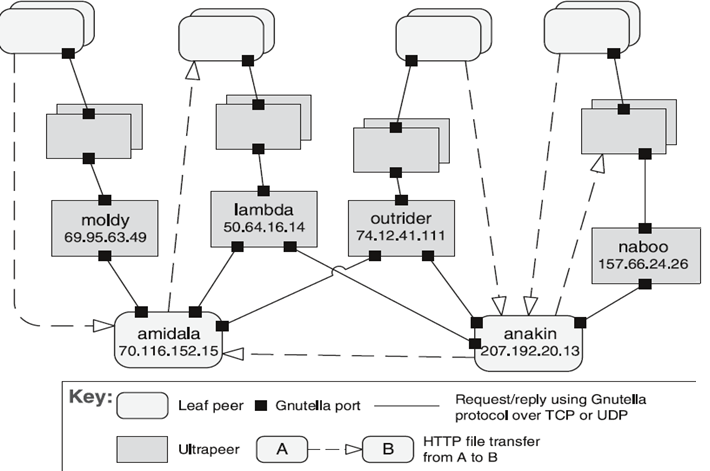 moldy
69.95.63.49
lambda
50.64.16.14
outrider
74.12.41.111
naboo
157.66.24.26
amidala
70.116.152.15
anakin
207.192.20.13
Key:
Leaf peer
Gnutella port
Request/reply using Gnutella
protocol over TCP or UDP
Ultrapeer
A
B
HTTP file transfer
from A to B